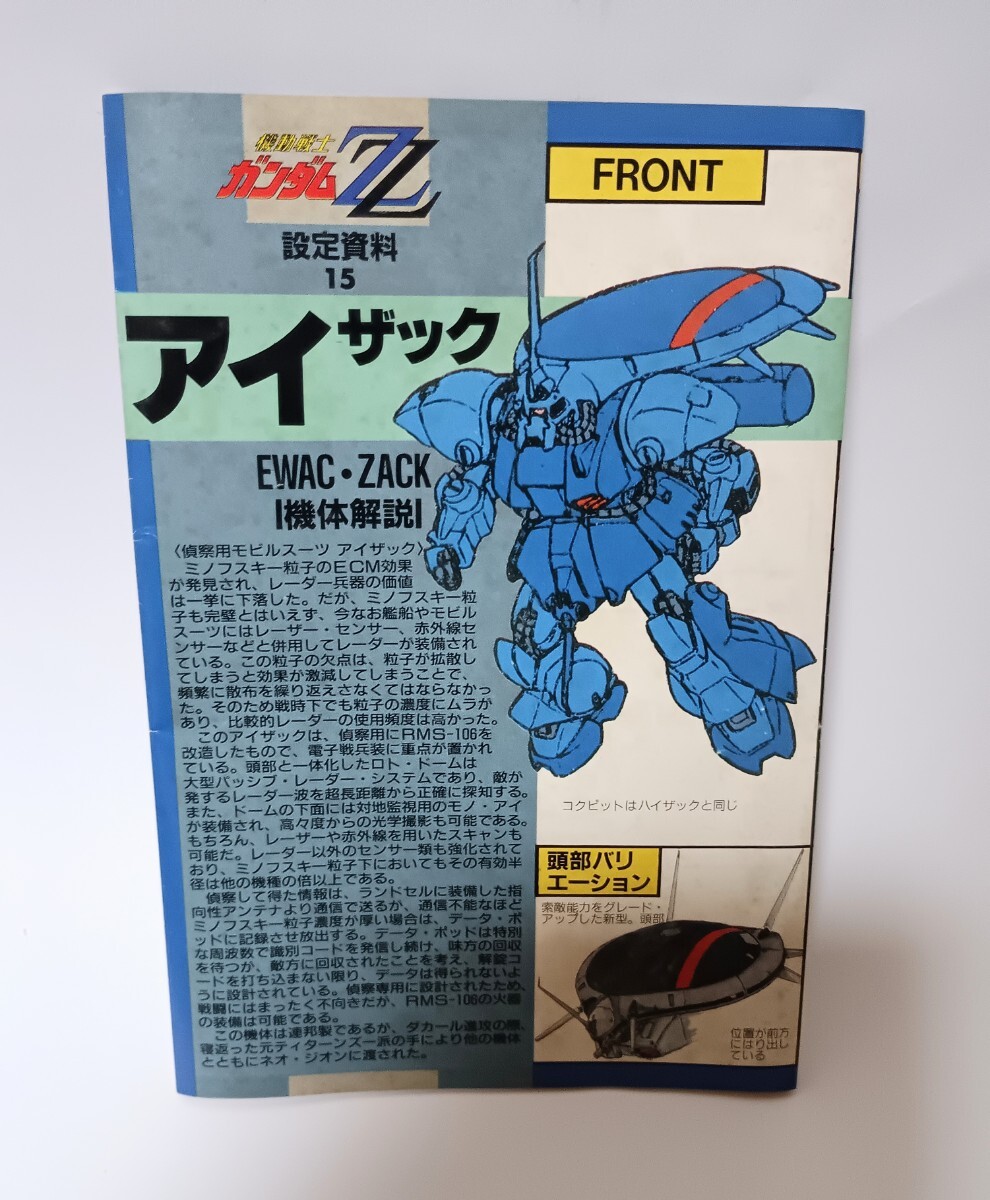 機動戦士
ガンダムZZ
設定資料
15
アイザック
EWAC・ZACK
|機体解説|
〈偵察用モビルスーツ アイザック〉
ミノフスキー粒子のECM効果
が発見され、レーダー兵器の価値
は一挙に下落した。だが、ミノフスキー粒
子も完璧とはいえず、今なお艦船やモビル
スーツにはレーザー・センサー、赤外線セ
ンサーなどと併用してレーダーが装備され
ている。この粒子の欠点は、粒子が拡散し
てしまうと効果が激減してしまうことで、
頻繁に散布を繰り返えさなくてはならなかっ
た。そのため戦時下でも粒子の濃度にムラが
あり、比較的レーダーの使用頻度は高かった。
このアイザックは、偵察用にRMS-106を
改造したもので、電子戦兵装に重点が置かれ
ている。頭部と一体化したロト・ドームは
大型パッシブ・レーダー・システムであり、敵が
発するレーダー波を超長距離から正確に探知する。
また、ドームの下面には対地監視用のモノ・アイ
が装備され、高々度からの光学撮影も可能である。
もちろん、レーザーや赤外線を用いたスキャンも
可能だ。レーダー以外のセンサー類も強化されて
おり、ミノフスキー粒子下においてもその有効半
径は他の機種の倍以上である。
偵察して得た情報は、ランドセルに装備した指
向性アンテナより通信で送るか、通信不能なほど
ミノフスキー粒子濃度が厚い場合は、データ・ポ
ッドに記録させ放出する。データ・ポッドは特別
な周波数で識別コードを発信し続け、味方の回収
を待つが、敵方に回収されたことを考え、解錠コ
ードを打ち込まない限り、データは得られないよ
うに設計されている。偵察専用に設計されたため、
戦闘にはまったく不向きだが、RMS-106の火器
の装備は可能である。
この機体は連邦製であるが、ダカール進攻の際、
寝返った元ティターンズ一派の手により他の機体
とともにネオ・ジオンに渡された。
FRONT
コクピットはハイザックと同じ
頭部バリ
エーション
索敵能力をグレード・
アップした新型。頭部
位置が前方
にはり出し
ている